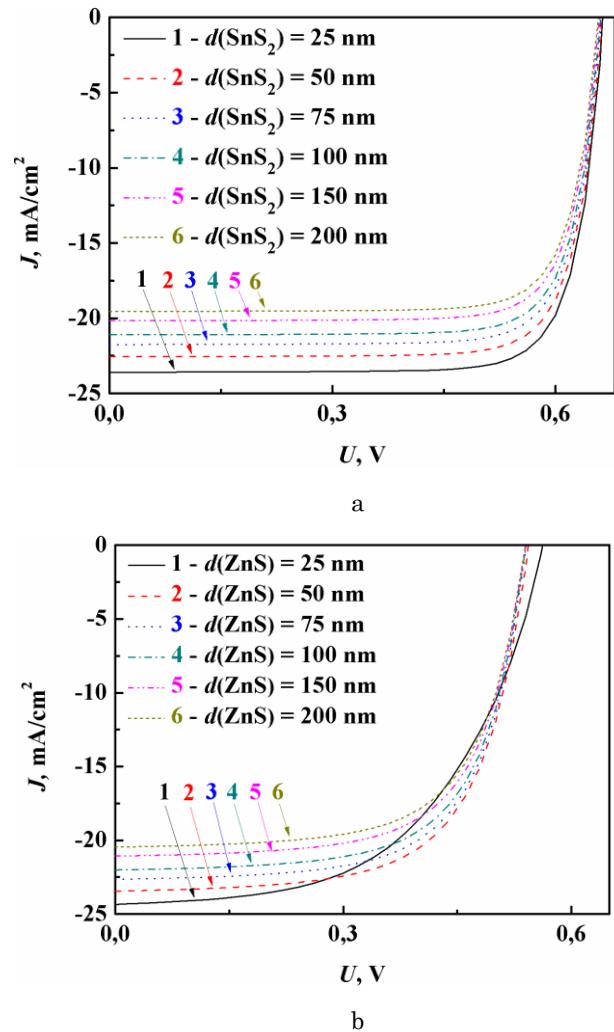 0
1 - d(SnS₂) = 25 nm
2 - d(SnS₂) = 50 nm
-5
3 - d(SnS₂) = 75 nm
4 - d(SnS₂) = 100 nm
-10
5 - d(SnS₂) = 150 nm
6 - d(SnS₂) = 200 nm
-15
J, mA/cm²
1 2 3 4 5 6
-20
-25
0,0 0,3 0,6
U, V
a
0
1 - d(ZnS) = 25 nm
2 - d(ZnS) = 50 nm
-5
3 - d(ZnS) = 75 nm
4 - d(ZnS) = 100 nm
5 - d(ZnS) = 150 nm
-10
6 - d(ZnS) = 200 nm
J, mA/cm²
-15
1 2 3 4 5 6
-20
-25
0,0 0,3 0,6
U, V
b